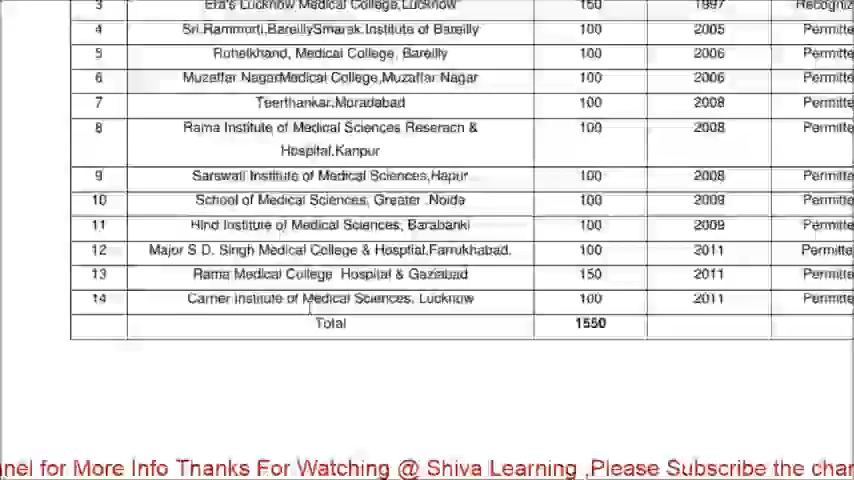 3 Era's Lucknow Medical College,Lucknow 150 1997 Recogniz
4 Sri.Rammurti,BareillySmarak.Institute of Bareilly 100 2005 Permitte
5 Rohelkhand, Medical College, Bareilly 100 2006 Permitte
6 Muzaffar NagarMedical College,Muzaffar Nagar 100 2006 Permitte
7 Teerthankar.Moradabad 100 2008 Permitte
8 Rama Institute of Medical Sciences Reserach & 100 2008 Permitte
Hospital.Kanpur
9 Saraswati Institute of Medical Sciences,Hapur 100 2008 Permitte
10 School of Medical Sciences, Greater .Noida 100 2009 Permitte
11 Hind Institute of Medical Sciences, Barabanki 100 2009 Permitte
12 Major S D. Singh Medical College & Hosptial,Farrukhabad. 100 2011 Permitte
13 Rama Medical College Hospital & Gaziabad 150 2011 Permitte
14 Carrier Institute of Medical Sciences. Lucknow 100 2011 Permitte
Total 1550
nnel for More Info Thanks For Watching @ Shiva Learning ,Please Subscribe the char